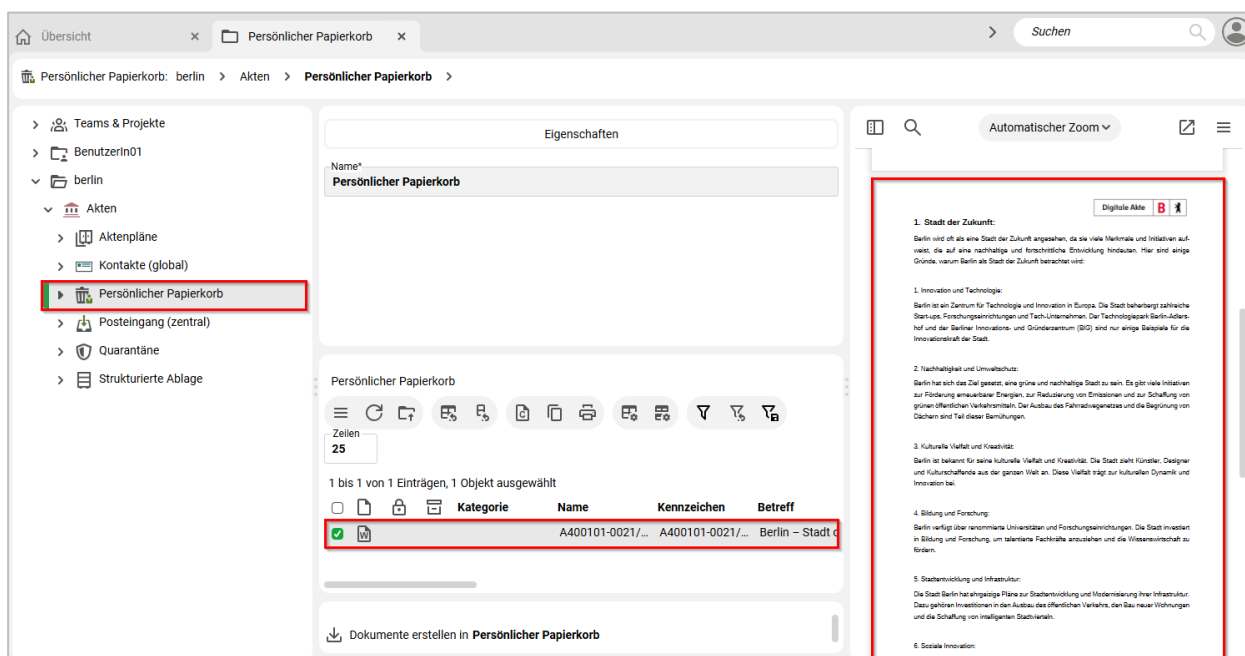 Übersicht
Persönlicher Papierkorb
Suchen
Persönlicher Papierkorb: berlin > Akten > Persönlicher Papierkorb >
Teams & Projekte
BenutzerIn01
berlin
Akten
Aktenpläne
Kontakte (global)
Persönlicher Papierkorb
Posteingang (zentral)
Quarantäne
Strukturierte Ablage
Eigenschaften
Name*
Persönlicher Papierkorb
Persönlicher Papierkorb
Zeilen
25
1 bis 1 von 1 Einträgen, 1 Objekt ausgewählt
Kategorie Name Kennzeichen Betreff
A400101-0021/... A400101-0021/... Berlin – Stadt d
Dokumente erstellen in Persönlicher Papierkorb
Automatischer Zoom
Digitale Akte B
1. Stadt der Zukunft:
Berlin wird oft als eine Stadt der Zukunft angesehen, da sie viele Merkmale und Initiativen auf-
weist, die auf eine nachhaltige und fortschrittliche Entwicklung hindeuten. Hier sind einige
Gründe, warum Berlin als Stadt der Zukunft betrachtet wird:
1. Innovation und Technologie:
Berlin ist ein Zentrum für Technologie und Innovation in Europa. Die Stadt beherbergt zahlreiche
Start-ups, Forschungseinrichtungen und Tech-Unternehmen. Der Technologiepark Berlin-Adlers-
hof und der Berliner Innovations- und Gründerzentrum (BIG) sind nur einige Beispiele für die
Innovationskraft der Stadt.
2. Nachhaltigkeit und Umweltschutz:
Berlin hat sich das Ziel gesetzt, eine grüne und nachhaltige Stadt zu sein. Es gibt viele Initiativen
zur Förderung erneuerbarer Energien, zur Reduzierung von Emissionen und zur Schaffung von
grünen öffentlichen Verkehrsmitteln. Der Ausbau des Fahrradwegenetzes und die Begrünung von
Dächern sind Teil dieser Bemühungen.
3. Kulturelle Vielfalt und Kreativität:
Berlin ist bekannt für seine kulturelle Vielfalt und Kreativität. Die Stadt zieht Künstler, Designer
und Kulturschaffende aus der ganzen Welt an. Diese Vielfalt trägt zur kulturellen Dynamik und
Innovation bei.
4. Bildung und Forschung:
Berlin verfügt über renommierte Universitäten und Forschungseinrichtungen. Die Stadt investiert
in Bildung und Forschung, um talentierte Fachkräfte anzuziehen und die Wissenswirtschaft zu
fördern.
5. Stadtentwicklung und Infrastruktur:
Die Stadt Berlin hat ehrgeizige Pläne zur Stadtentwicklung und Modernisierung ihrer Infrastruktur.
Dazu gehören Investitionen in den Ausbau des öffentlichen Verkehrs, den Bau neuer Wohnungen
und die Schaffung von intelligenten Stadtvierteln.
6. Soziale Innovation: